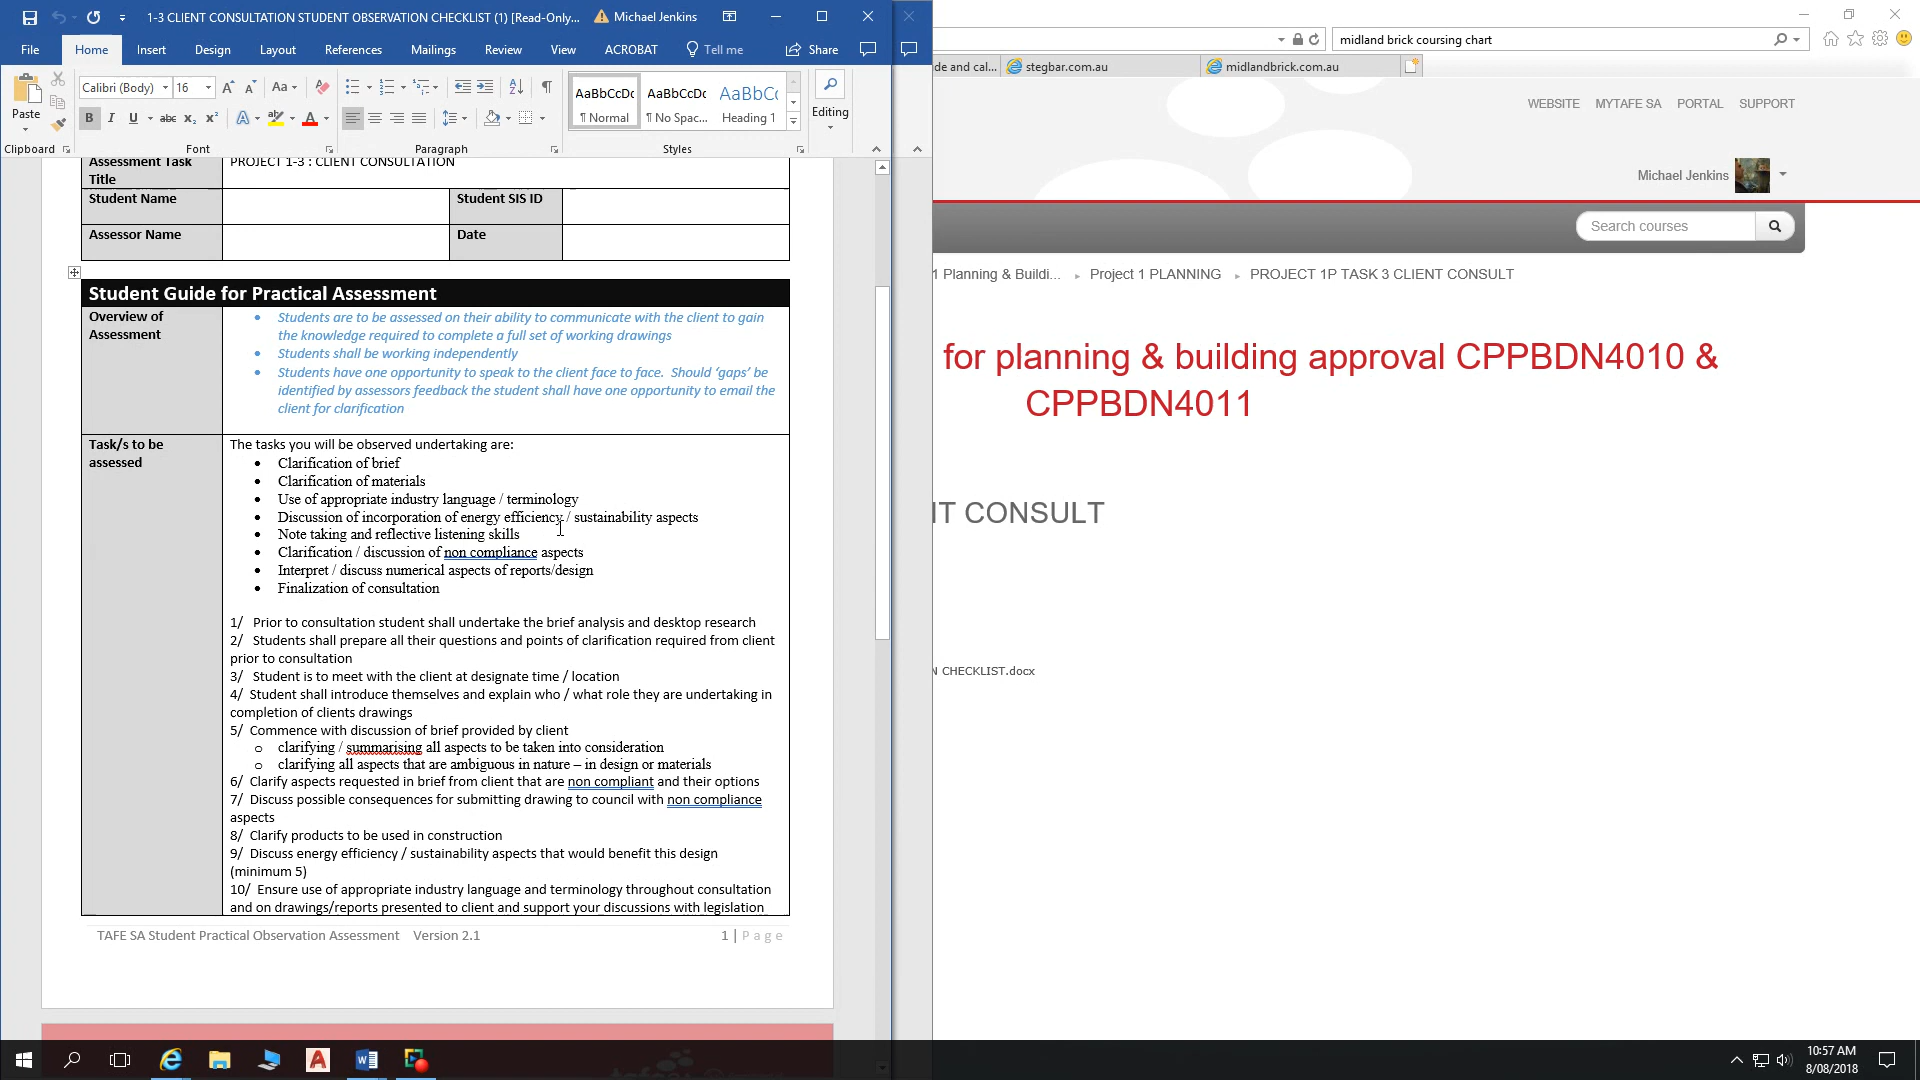 1-3 CLIENT CONSULTATION STUDENT OBSERVATION CHECKLIST (1) [Read-Only...
Michael Jenkins
File Home Insert Design Layout References Mailings Review View ACROBAT Tell me Share
Paste
Calibri (Body) 16
Clipboard
Font
Paragraph
AaBbCcDc AaBbCcDc AaBbCc
¶ Normal ¶ No Spac... Heading 1
Styles
Editing
Assessment Task Title
PROJECT 1-3 : CLIENT CONSULTATION
Student Name
Student SIS ID
Assessor Name
Date
Student Guide for Practical Assessment
Overview of
Assessment
• Students are to be assessed on their ability to communicate with the client to gain
the knowledge required to complete a full set of working drawings
• Students shall be working independently
• Students have one opportunity to speak to the client face to face. Should ‘gaps’ be
identified by assessors feedback the student shall have one opportunity to email the
client for clarification
Task/s to be
assessed
The tasks you will be observed undertaking are:
• Clarification of brief
• Clarification of materials
• Use of appropriate industry language / terminology
• Discussion of incorporation of energy efficiency / sustainability aspects
• Note taking and reflective listening skills
• Clarification / discussion of non compliance aspects
• Interpret / discuss numerical aspects of reports/design
• Finalization of consultation
1/ Prior to consultation student shall undertake the brief analysis and desktop research
2/ Students shall prepare all their questions and points of clarification required from client
prior to consultation
3/ Student is to meet with the client at designate time / location
4/ Student shall introduce themselves and explain who / what role they are undertaking in
completion of clients drawings
5/ Commence with discussion of brief provided by client
o clarifying / summarising all aspects to be taken into consideration
o clarifying all aspects that are ambiguous in nature – in design or materials
6/ Clarify aspects requested in brief from client that are non compliant and their options
7/ Discuss possible consequences for submitting drawing to council with non compliance
aspects
8/ Clarify products to be used in construction
9/ Discuss energy efficiency / sustainability aspects that would benefit this design
(minimum 5)
10/ Ensure use of appropriate industry language and terminology throughout consultation
and on drawings/reports presented to client and support your discussions with legislation
TAFE SA Student Practical Observation Assessment Version 2.1
1 | Page
midland brick coursing chart
de and cal...
stegbar.com.au
midlandbrick.com.au
WEBSITE MYTAFE SA PORTAL SUPPORT
Michael Jenkins
Search courses
1 Planning & Buildi... ▸ Project 1 PLANNING ▸ PROJECT 1P TASK 3 CLIENT CONSULT
for planning & building approval CPPBDN4010 &
CPPBDN4011
IT CONSULT
N CHECKLIST.docx
10:57 AM
8/08/2018